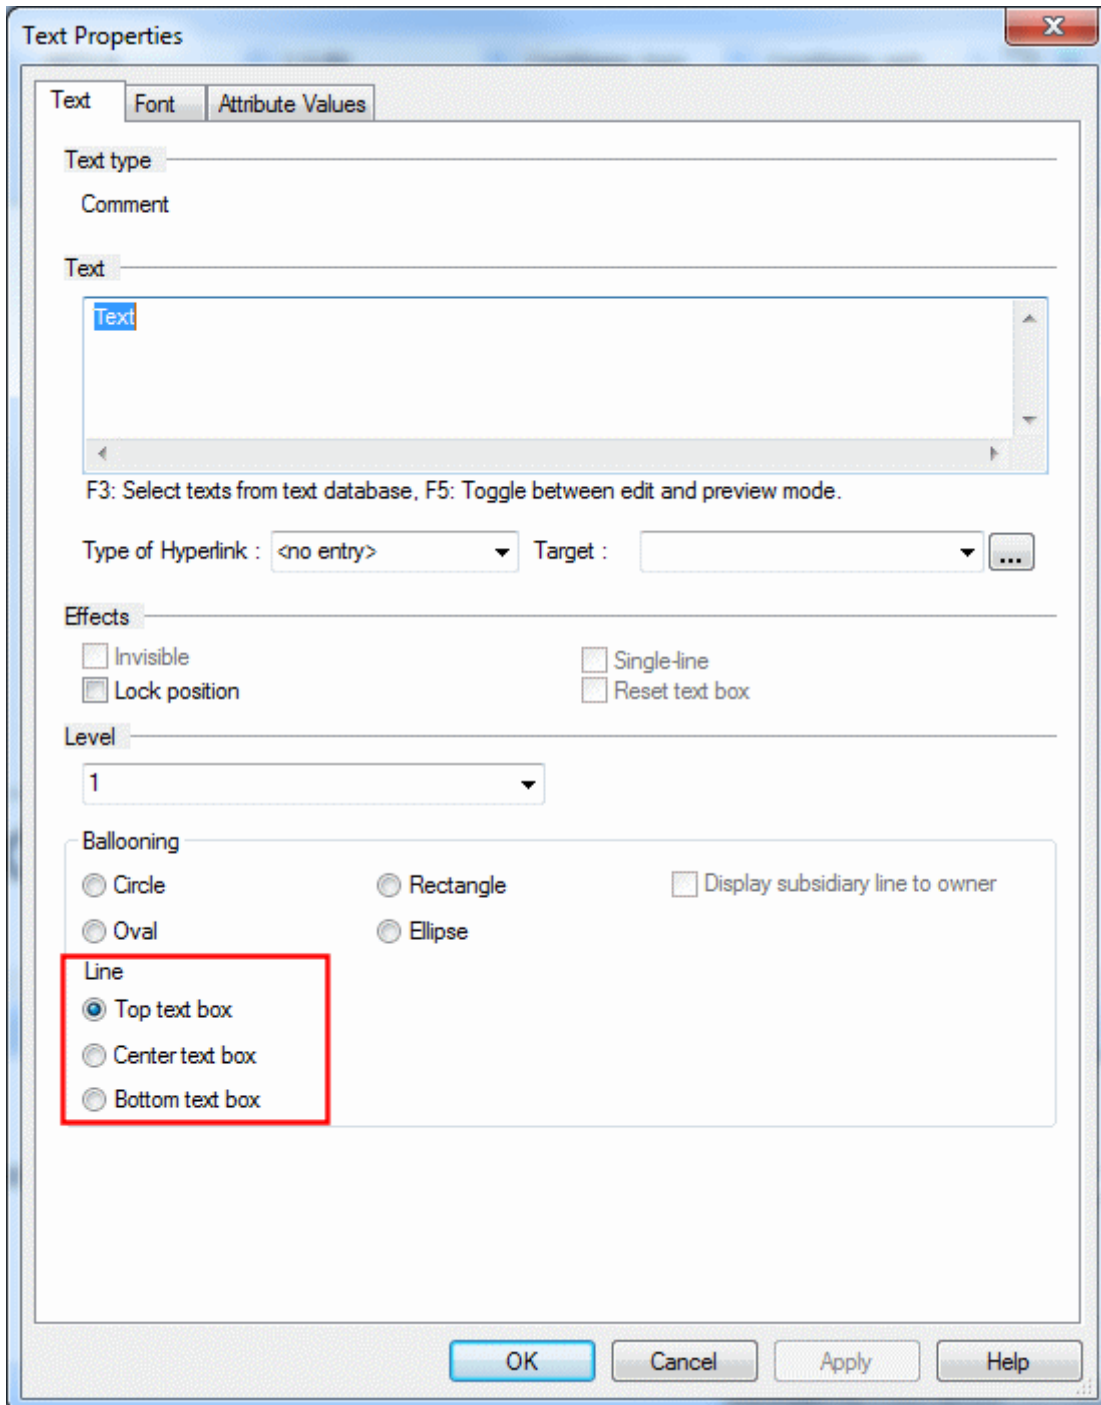 Text Properties
Text Font Attribute Values
Text type
Comment
Text
Text
F3: Select texts from text database, F5: Toggle between edit and preview mode.
Type of Hyperlink : <no entry> Target : ...
Effects
Invisible Single-line
Lock position Reset text box
Level
1
Ballooning
Circle Rectangle Display subsidiary line to owner
Oval Ellipse
Line
Top text box
Center text box
Bottom text box
OK Cancel Apply Help